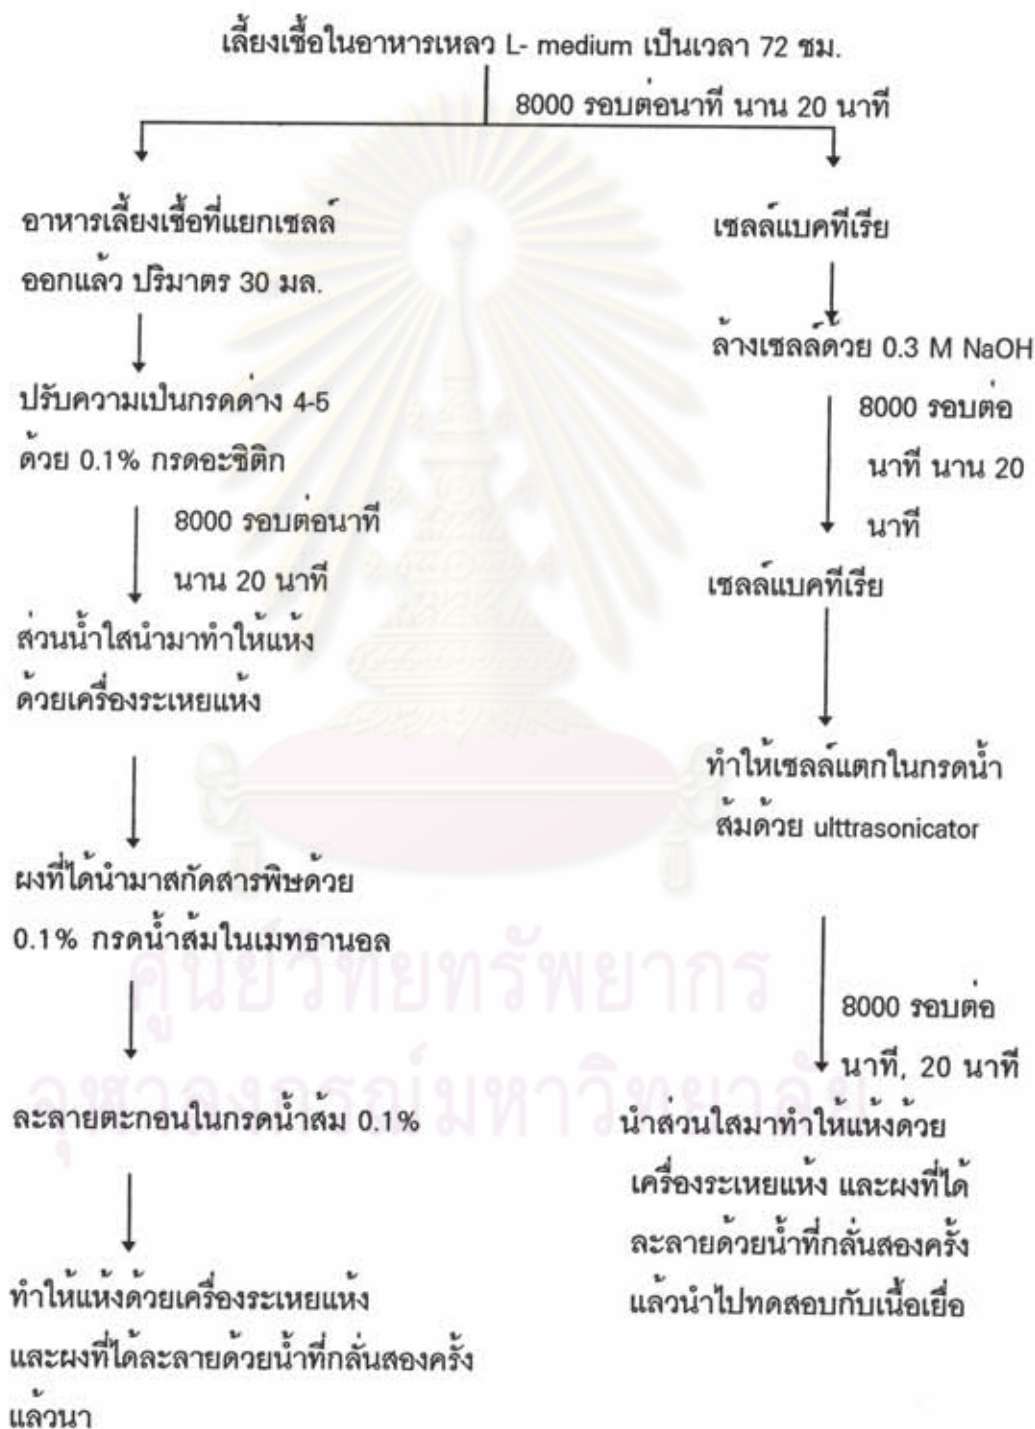 เลี้ยงเชื้อในอาหารเหลว L- medium เป็นเวลา 72 ชม.
8000 รอบต่อนาที นาน 20 นาที
อาหารเลี้ยงเชื้อที่แยกเซลล์
ออกแล้ว ปริมาตร 30 มล.
ปรับความเป็นกรดด่าง 4-5
ด้วย 0.1% กรดอะซิติก
8000 รอบต่อนาที
นาน 20 นาที
ส่วนน้ำใสนำมาทำให้แห้ง
ด้วยเครื่องระเหยแห้ง
ผงที่ได้นำมาสกัดสารพิษด้วย
0.1% กรดน้ำส้มในเมทธานอล
ละลายตะกอนในกรดน้ำส้ม 0.1%
ทำให้แห้งด้วยเครื่องระเหยแห้ง
และผงที่ได้ละลายด้วยน้ำที่กลั่นสองครั้ง
แล้วนา
เซลล์แบคทีเรีย
ล้างเซลล์ด้วย 0.3 M NaOH
8000 รอบต่อ
นาที นาน 20
นาที
เซลล์แบคทีเรีย
ทำให้เซลล์แตกในกรดน้ำ
ส้มด้วย ulttrasonicator
8000 รอบต่อ
นาที, 20 นาที
นำส่วนใสมาทำให้แห้งด้วย
เครื่องระเหยแห้ง และผงที่ได้
ละลายด้วยน้ำที่กลั่นสองครั้ง
แล้วนำไปทดสอบกับเนื้อเยื่อ
ศูนย์วิทยทรัพยากร
จุฬาลงกรณ์มหาวิทยาลัย